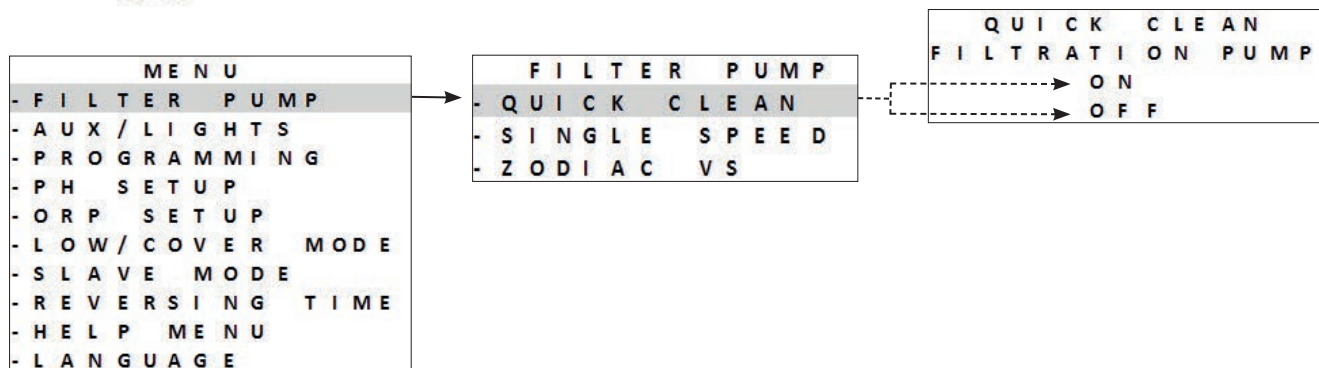 MENU
-FILTER PUMP
-AUX/LIGHTS
-PROGRAMMING
-PH SETUP
-ORP SETUP
-LOW/COVER MODE
-SLAVE MODE
-REVERSING TIME
-HELP MENU
-LANGUAGE
FILTER PUMP
- QUICK CLEAN
- SINGLE SPEED
- ZODIAC VS
QUICK CLEAN
FILTRATION PUMP
ON
OFF